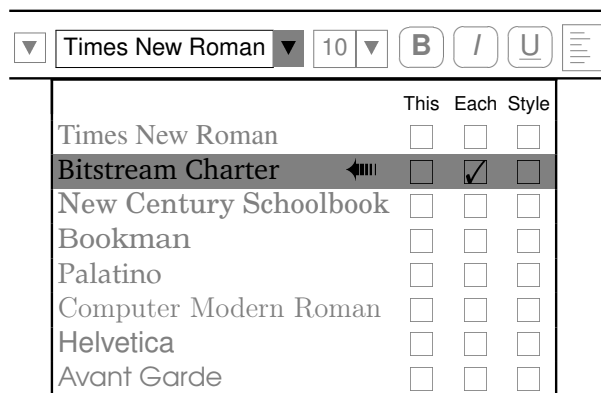 Times New Roman 10 B I U
This Each Style
Times New Roman
Bitstream Charter
New Century Schoolbook
Bookman
Palatino
Computer Modern Roman
Helvetica
Avant Garde